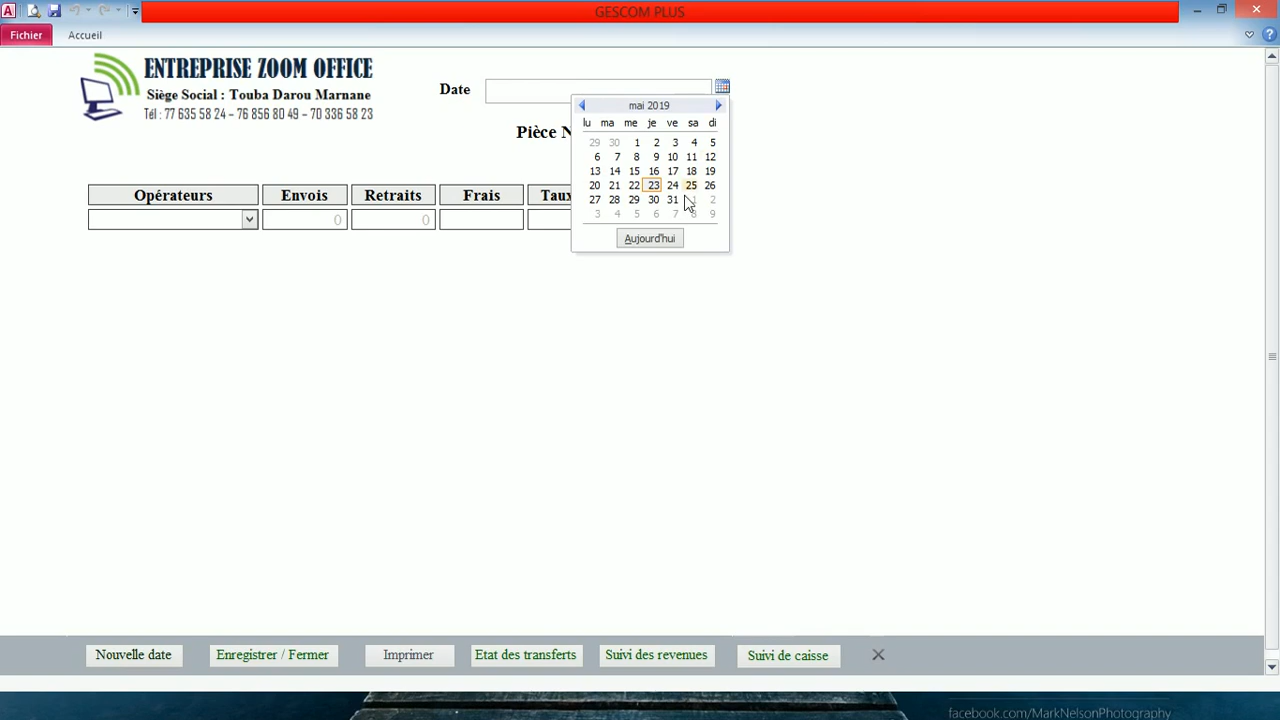 GESCOM PLUS
Fichier Accueil
ENTREPRISE ZOOM OFFICE
Siège Social : Touba Darou Marnane
Tél : 77 635 58 24 – 76 856 80 49 – 70 336 58 23
Date
Pièce N
mai 2019
lu ma me je ve sa di
29 30 1 2 3 4 5
6 7 8 9 10 11 12
13 14 15 16 17 18 19
20 21 22 23 24 25 26
27 28 29 30 31 1 2
3 4 5 6 7 8 9
Aujourd'hui
Opérateurs Envois Retraits Frais Taux
0 0
Nouvelle date Enregistrer / Fermer Imprimer Etat des transferts Suivi des revenues Suivi de caisse
facebook.com/MarkNelsonPhotography